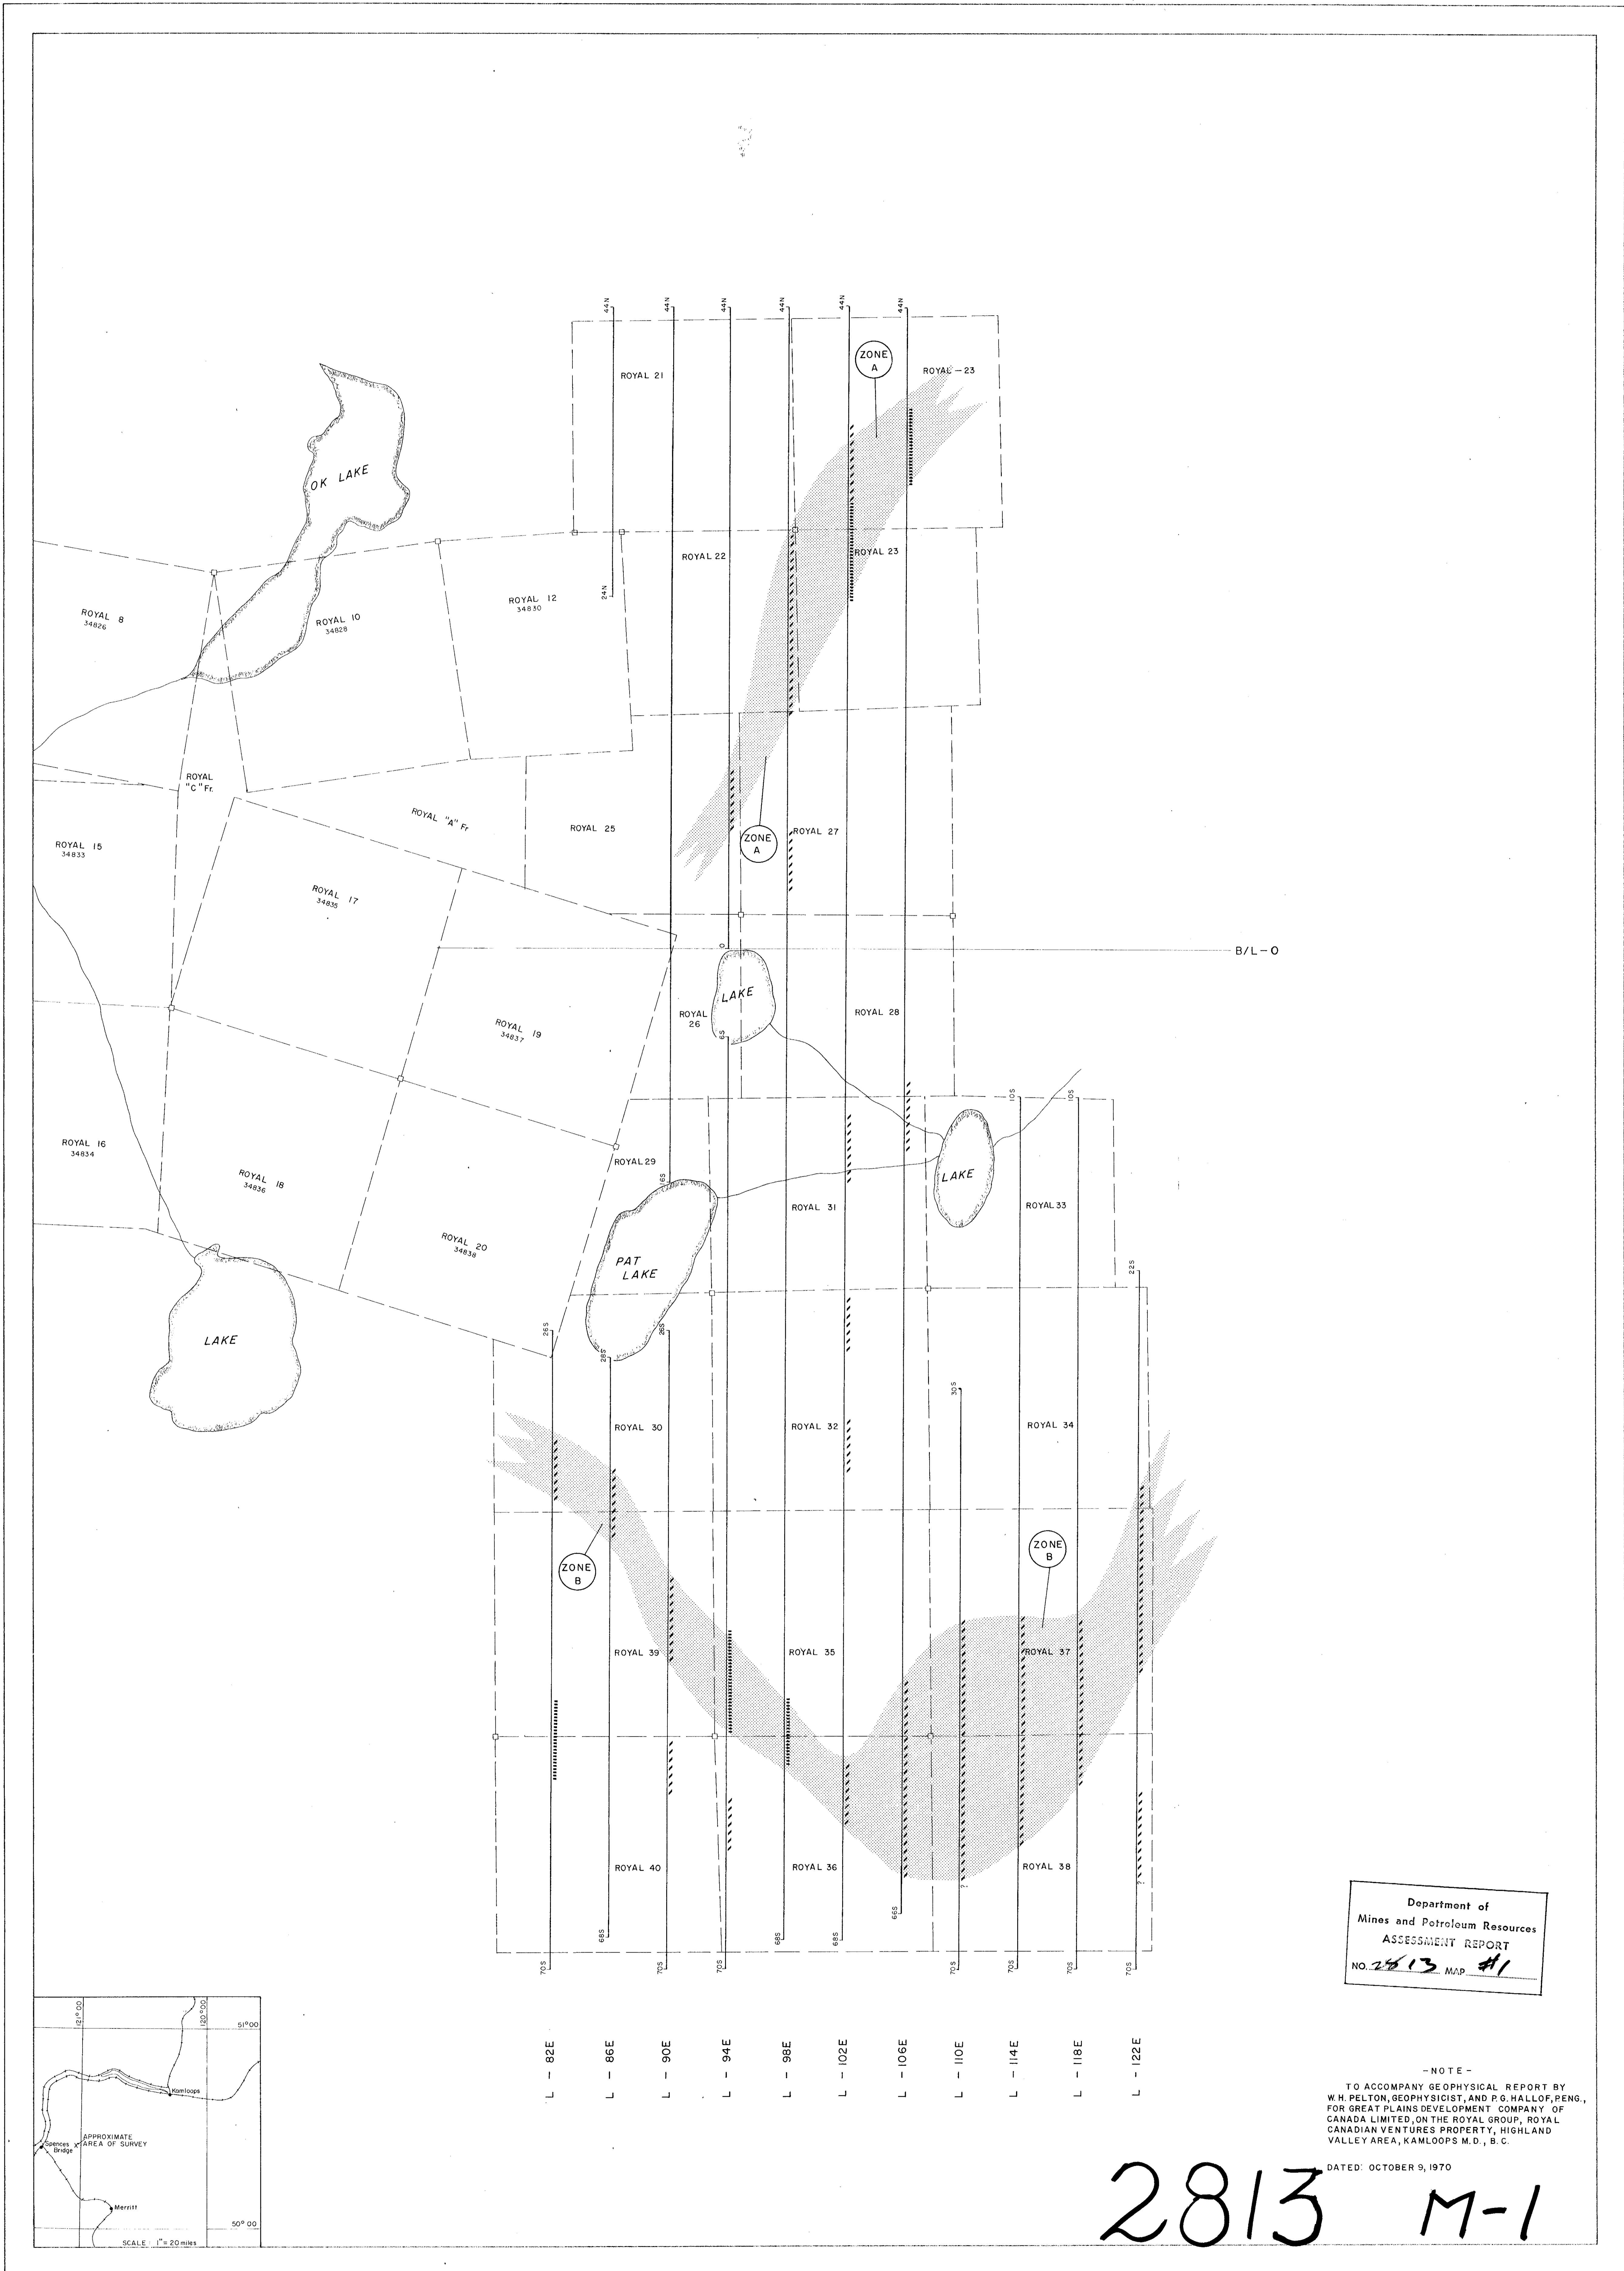 44N
44N
44N
44N
44N
44N
ZONE
A
ROYAL 21
ROYAL - 23
OK LAKE
ROYAL 22
ROYAL 23
24N
ROYAL 8
34826
ROYAL 10
34828
ROYAL 12
34830
ROYAL
"C" Fr.
ROYAL "A" Fr
ROYAL 25
ZONE
A
ROYAL 27
ROYAL 15
34833
ROYAL 17
34835
O
B/L-O
LAKE
ROYAL
26
ROYAL 28
ROYAL 19
34837
6S
10S
10S
ROYAL 16
34834
ROYAL 18
34836
ROYAL 29
16S
LAKE
ROYAL 31
ROYAL 33
ROYAL 20
34838
PAT
LAKE
22S
LAKE
26S
28S
26S
30S
ROYAL 30
ROYAL 32
ROYAL 34
ZONE
B
ZONE
B
ROYAL 39
ROYAL 35
ROYAL 37
ROYAL 40
ROYAL 36
ROYAL 38
?
?
70S
68S
70S
70S
68S
68S
66S
70S
70S
70S
70S
Department of
Mines and Petroleum Resources
ASSESSMENT REPORT
NO. 2813 MAP #1
L - 82E
L - 86E
L - 90E
L - 94E
L - 98E
L - 102E
L - 106E
L - 110E
L - 114E
L - 118E
L - 122E
121°00
120°00
51°00
Kamloops
Spences
Bridge
X
APPROXIMATE
AREA OF SURVEY
Merritt
50°00
SCALE : 1" = 20 miles
- NOTE -
TO ACCOMPANY GEOPHYSICAL REPORT BY
W. H. PELTON, GEOPHYSICIST, AND P. G. HALLOF, P.ENG.,
FOR GREAT PLAINS DEVELOPMENT COMPANY OF
CANADA LIMITED, ON THE ROYAL GROUP, ROYAL
CANADIAN VENTURES PROPERTY, HIGHLAND
VALLEY AREA, KAMLOOPS M.D., B.C.
DATED: OCTOBER 9, 1970
2813 M-1